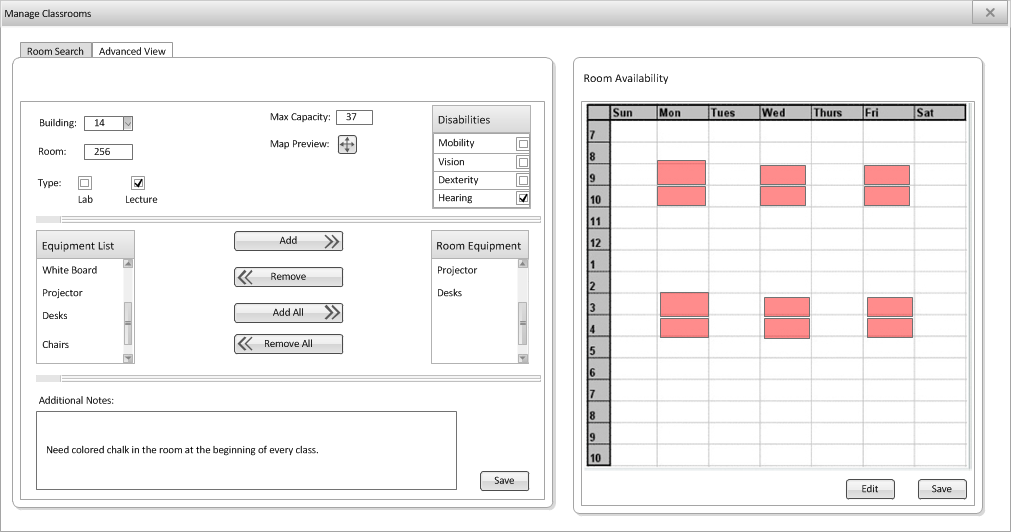 Manage Classrooms
Room Search
Advanced View
Building:
14
Room:
256
Type:
Lab
Lecture
Max Capacity:
37
Map Preview:
Disabilities
Mobility
Vision
Dexterity
Hearing
Equipment List
White Board
Projector
Desks
Chairs
Add
Remove
Add All
Remove All
Room Equipment
Projector
Desks
Additional Notes:
Need colored chalk in the room at the beginning of every class.
Save
Room Availability
Sun Mon Tues Wed Thurs Fri Sat
7
8
9
10
11
12
1
2
3
4
5
6
7
8
9
10
Edit
Save